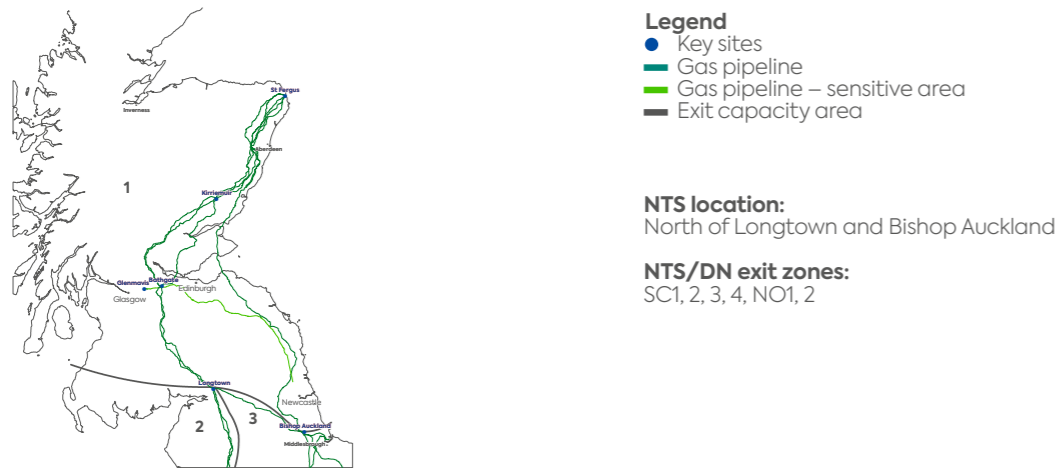 Legend
Key sites
Gas pipeline
Gas pipeline – sensitive area
Exit capacity area
NTS location:
North of Longtown and Bishop Auckland
NTS/DN exit zones:
SC1, 2, 3, 4, NO1, 2
St Fergus
Inverness
Aberdeen
1
Kirriemuir
Glenmavis
Bathgate
Glasgow
Edinburgh
Longtown
Newcastle
2
3
Bishop Auckland
Middlesbrough